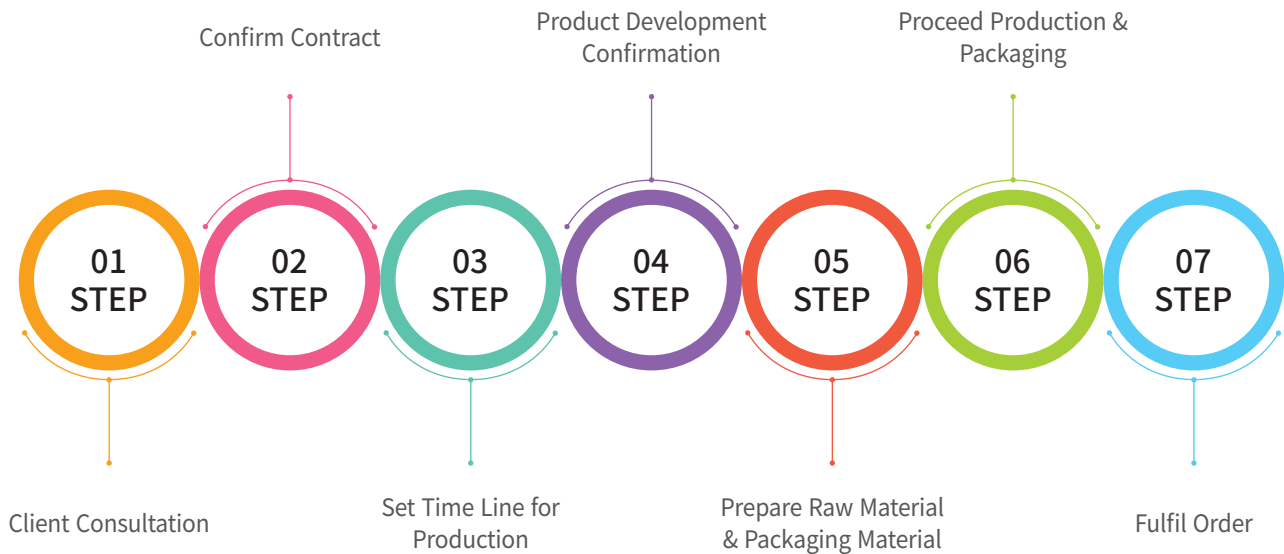 Confirm Contract
Product Development
Confirmation
Proceed Production &
Packaging
01
STEP
02
STEP
03
STEP
04
STEP
05
STEP
06
STEP
07
STEP
Client Consultation
Set Time Line for
Production
Prepare Raw Material
& Packaging Material
Fulfil Order